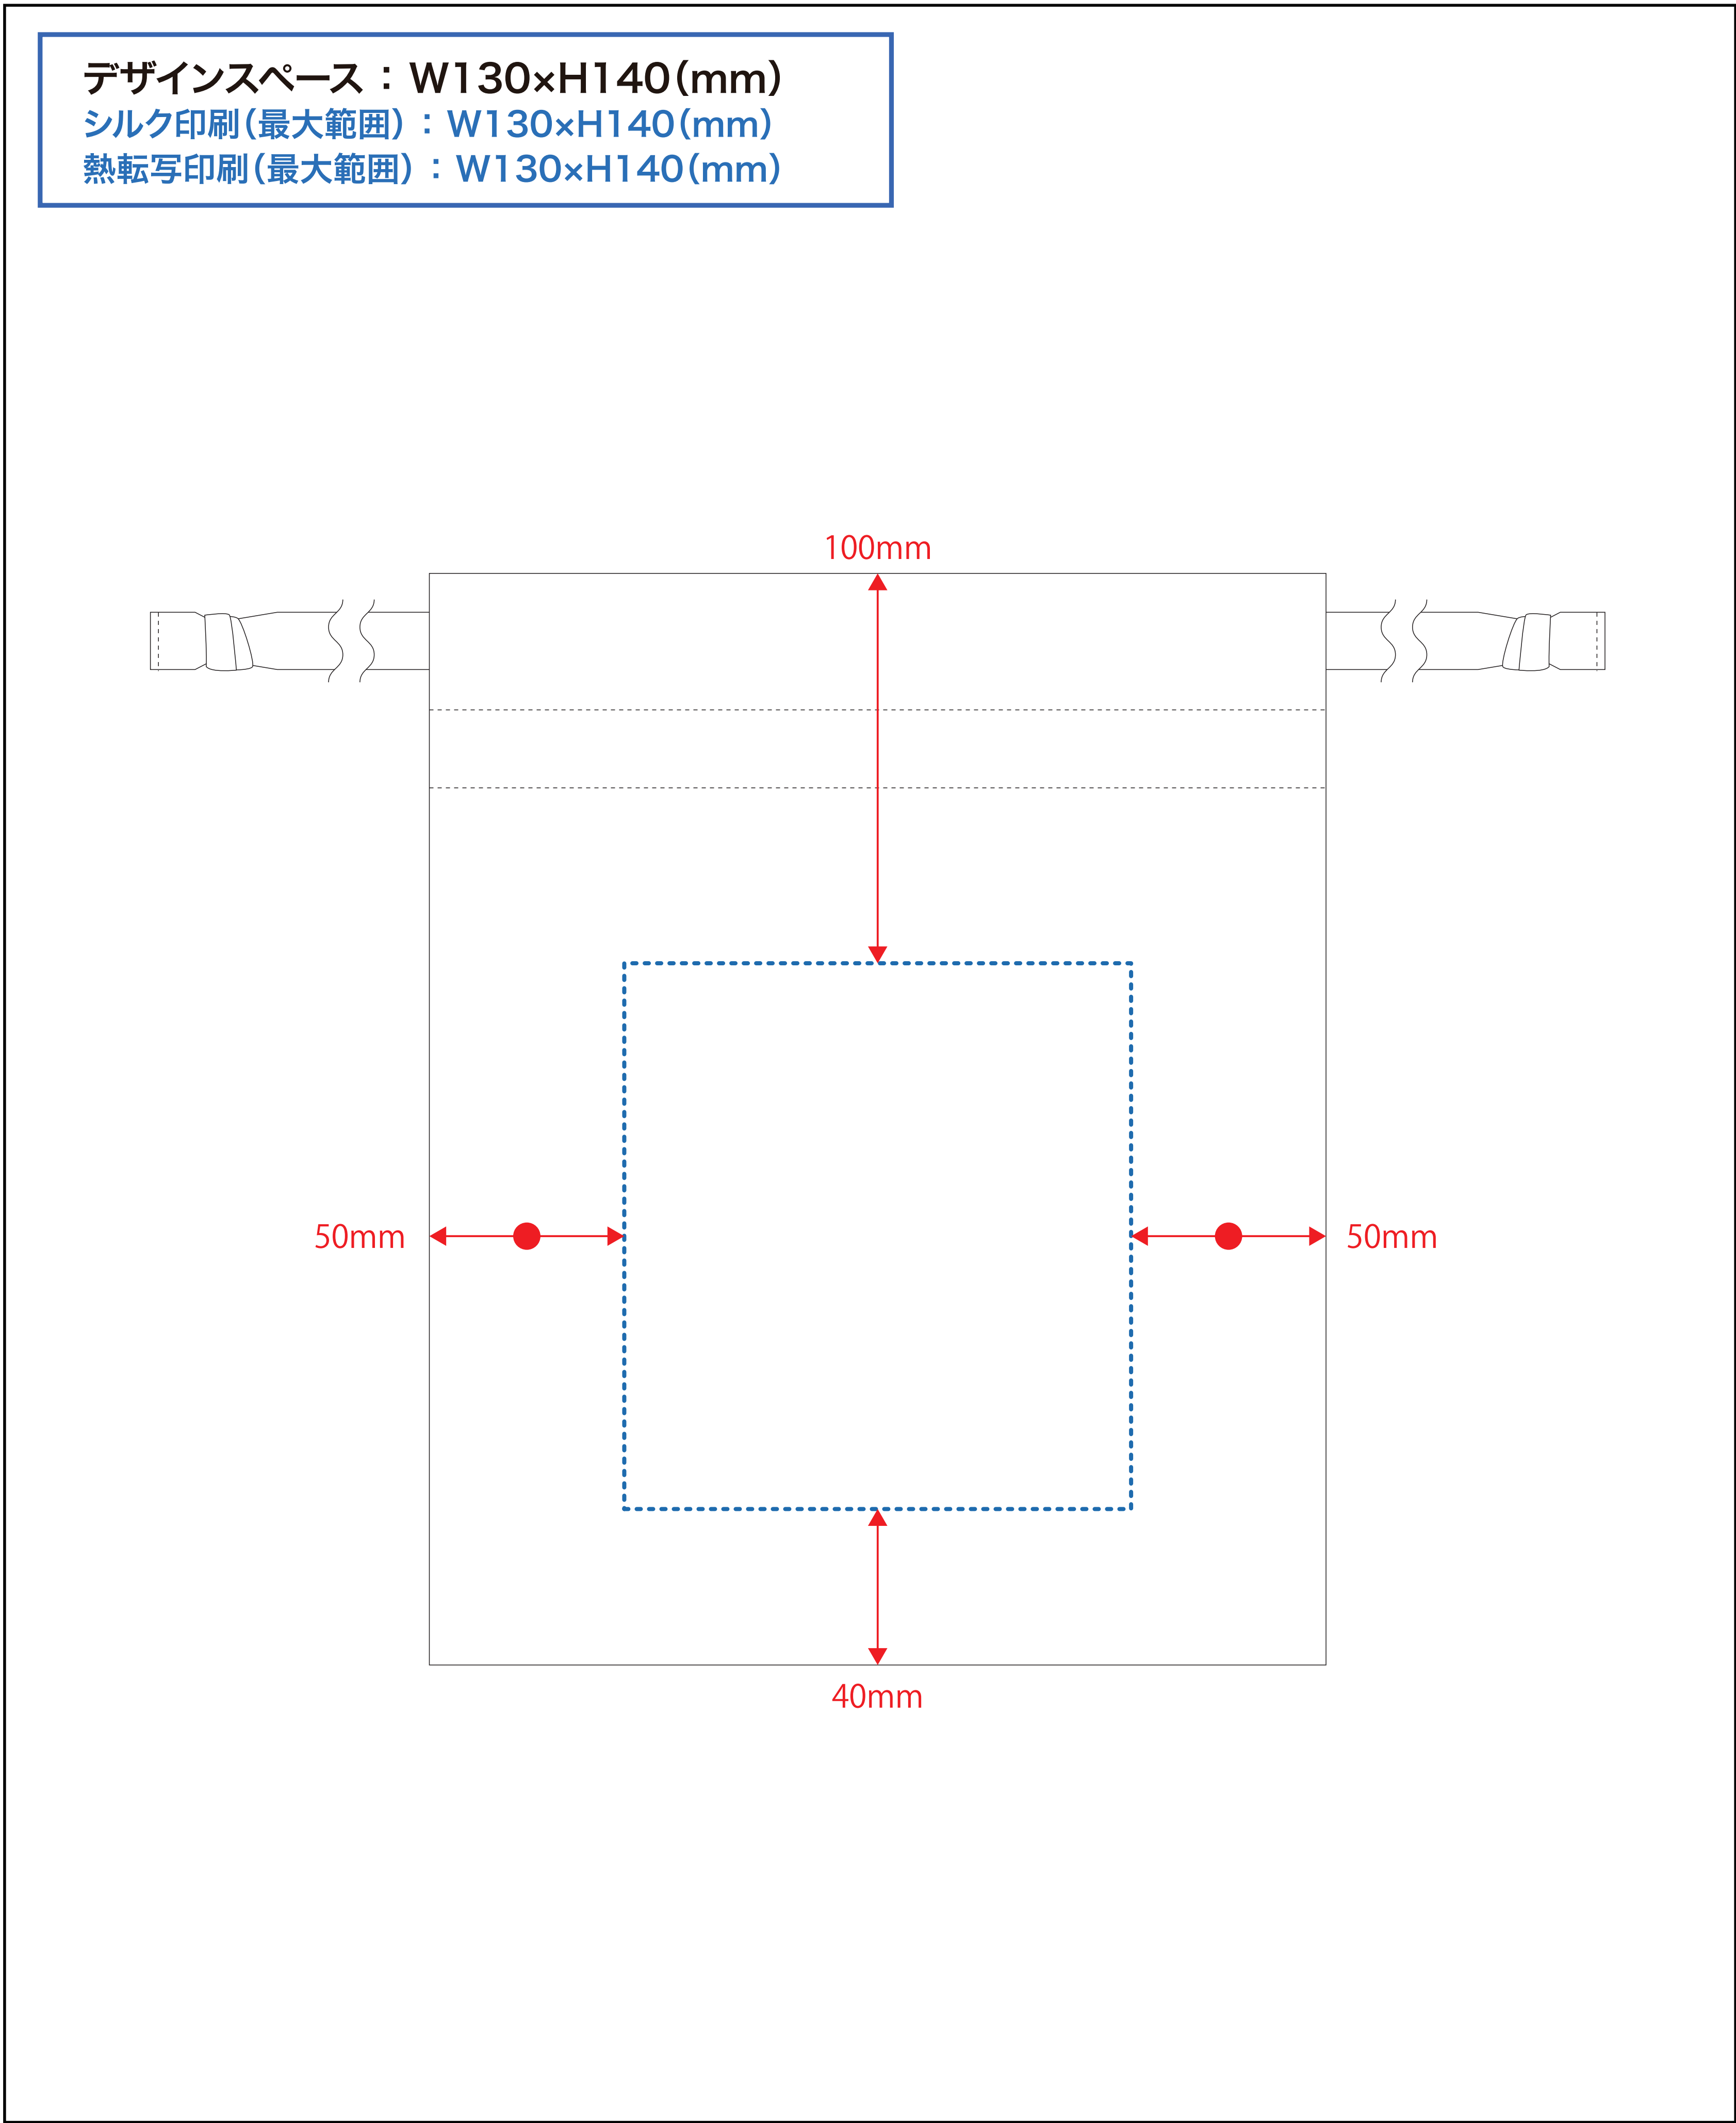 デザインスペース：W130×H140(mm)
シルク印刷(最大範囲)：W130×H140(mm)
熱転写印刷(最大範囲)：W130×H140(mm)
100mm
50mm
50mm
40mm